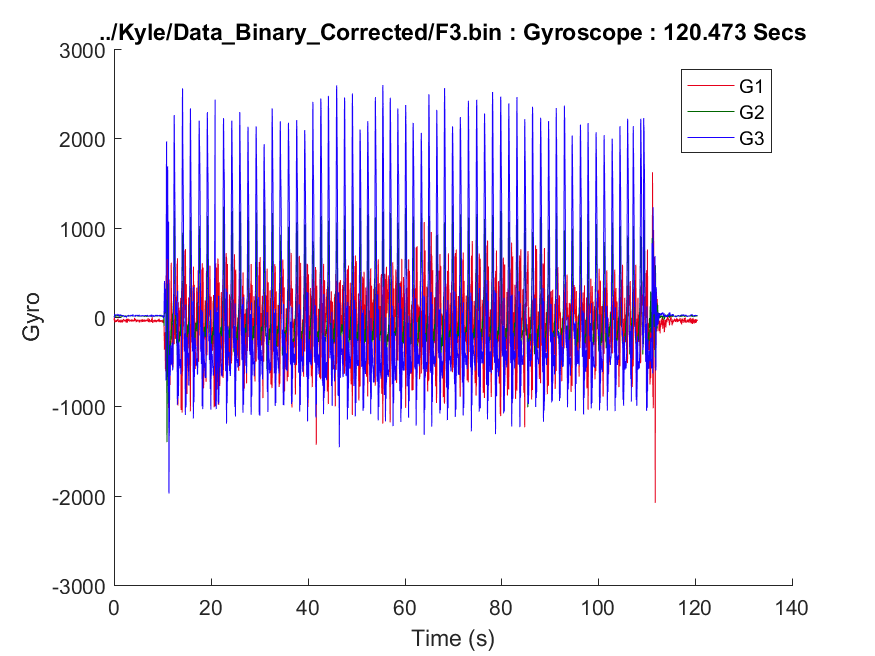 ../Kyle/Data_Binary_Corrected/F3.bin : Gyroscope : 120.473 Secs
3000
2000
1000
0
-1000
-2000
-3000
Gyro
G1
G2
G3
0 20 40 60 80 100 120 140
Time (s)